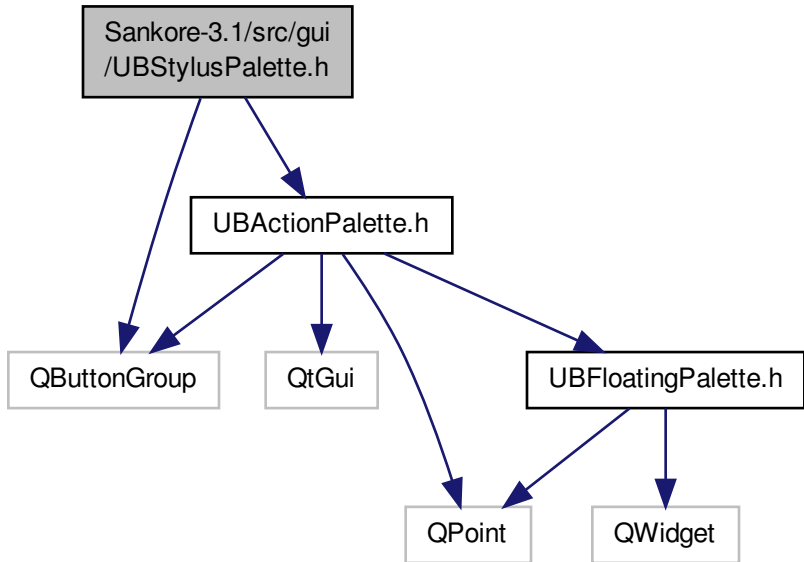 Sankore-3.1/src/gui
/UBStylusPalette.h
UBActionPalette.h
QButtonGroup
QtGui
UBFloatingPalette.h
QPoint
QWidget